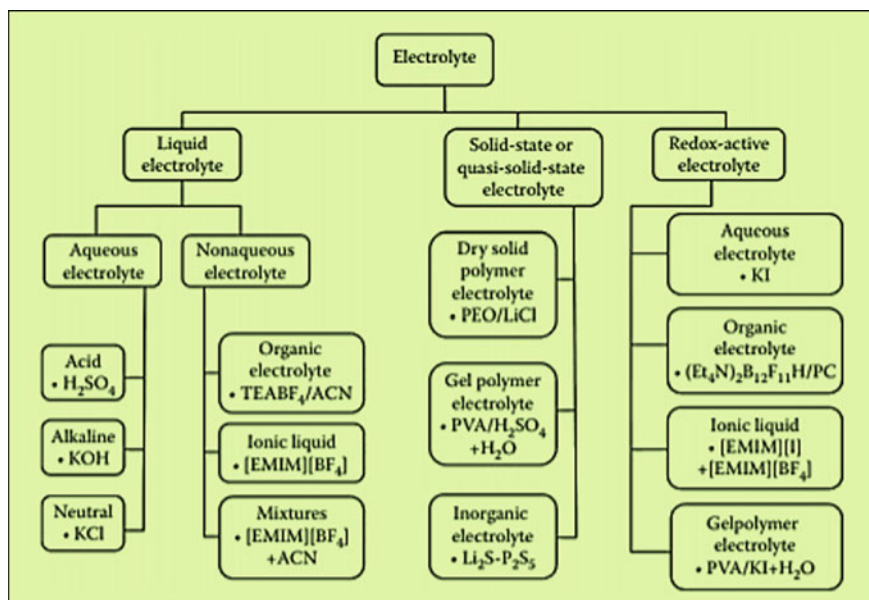 Electrolyte
Liquid
electrolyte
Solid-state or
quasi-solid-state
electrolyte
Redox-active
electrolyte
Aqueous
electrolyte
Nonaqueous
electrolyte
Acid
• H₂SO₄
Alkaline
• KOH
Neutral
• KCl
Organic
electrolyte
• TEABF₄/ACN
Ionic liquid
• [EMIM][BF₄]
Mixtures
• [EMIM][BF₄]
+ACN
Dry solid
polymer
electrolyte
• PEO/LiCl
Gel polymer
electrolyte
• PVA/H₂SO₄
+H₂O
Inorganic
electrolyte
• Li₂S-P₂S₅
Aqueous
electrolyte
• KI
Organic
electrolyte
• (Et₄N)₂B₁₂F₁₁H/PC
Ionic liquid
• [EMIM][I]
+[EMIM][BF₄]
Gelpolymer
electrolyte
• PVA/KI+H₂O